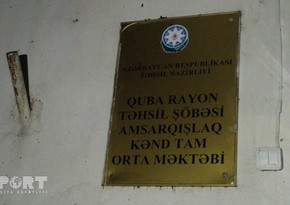 AZƏRBAYCAN RESPUBLİKASI
TƏHSİL NAZİRLİYİ
QUBA RAYON
TƏHSİL ŞÖBƏSİ
AMSARQIŞLAQ
KƏND TAM
ORTA MƏKTƏBİ
PORT